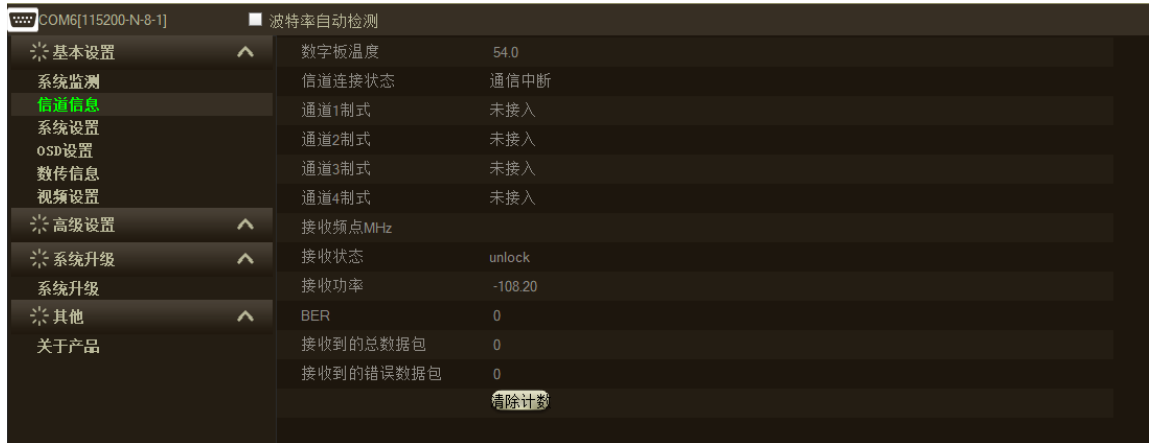 COM6[115200-N-8-1] 波特率自动检测
基本设置
系统监测
信道信息
系统设置
OSD设置
数传信息
视频设置
高级设置
系统升级
系统升级
其他
关于产品
数字板温度 54.0
信道连接状态 通信中断
通道1制式 未接入
通道2制式 未接入
通道3制式 未接入
通道4制式 未接入
接收频点MHz
接收状态 unlock
接收功率 -108.20
BER 0
接收到的总数据包 0
接收到的错误数据包 0
清除计数